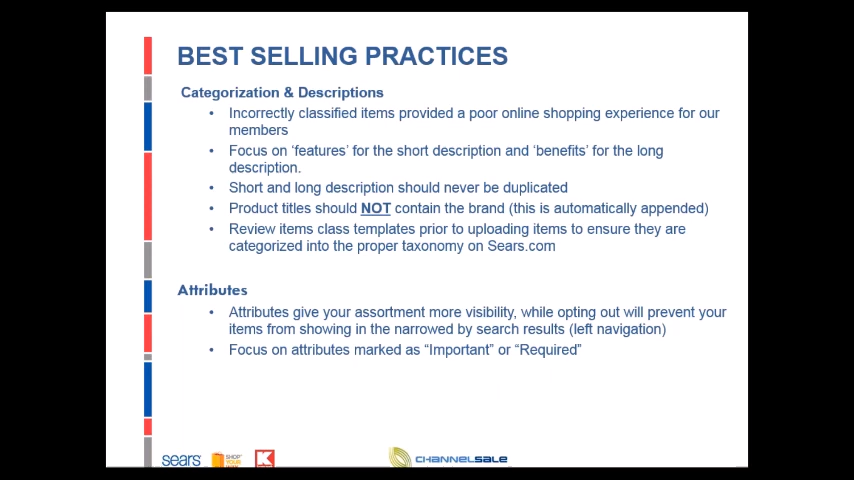 BEST SELLING PRACTICES
Categorization & Descriptions
• Incorrectly classified items provided a poor online shopping experience for our
members
• Focus on ‘features’ for the short description and ‘benefits’ for the long
description.
• Short and long description should never be duplicated
• Product titles should NOT contain the brand (this is automatically appended)
• Review items class templates prior to uploading items to ensure they are
categorized into the proper taxonomy on Sears.com
Attributes
• Attributes give your assortment more visibility, while opting out will prevent your
items from showing in the narrowed by search results (left navigation)
• Focus on attributes marked as “Important” or “Required”
sears SHOP
YOUR
CHANNELSALE